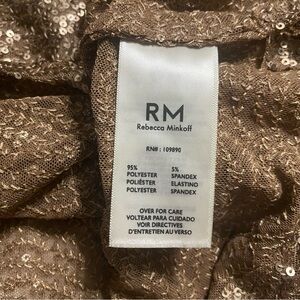 RM
Rebecca Minkoff
RN# : 109890
95% 5%
POLYESTER SPANDEX
POLIÉSTER ELASTINO
POLYESTER SPANDEX
OVER FOR CARE
VOLTEAR PARA CUIDADO
VOIR DIRECTIVES
D'ENTRETIEN AU VERSO